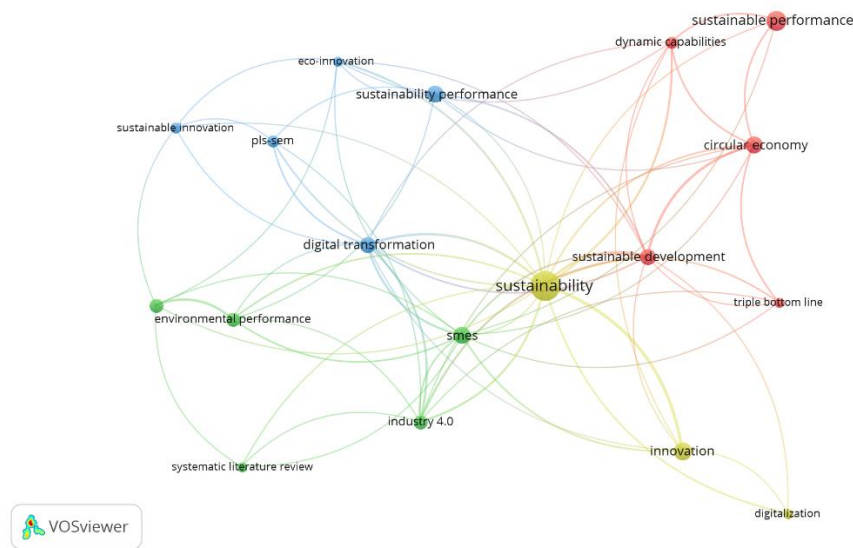 sustainable performance
dynamic capabilities
eco-innovation
sustainability performance
sustainable innovation
pls-sem
circular economy
digital transformation
sustainable development
sustainability
triple bottom line
environmental performance
smes
industry 4.0
innovation
systematic literature review
digitalization
VOSviewer